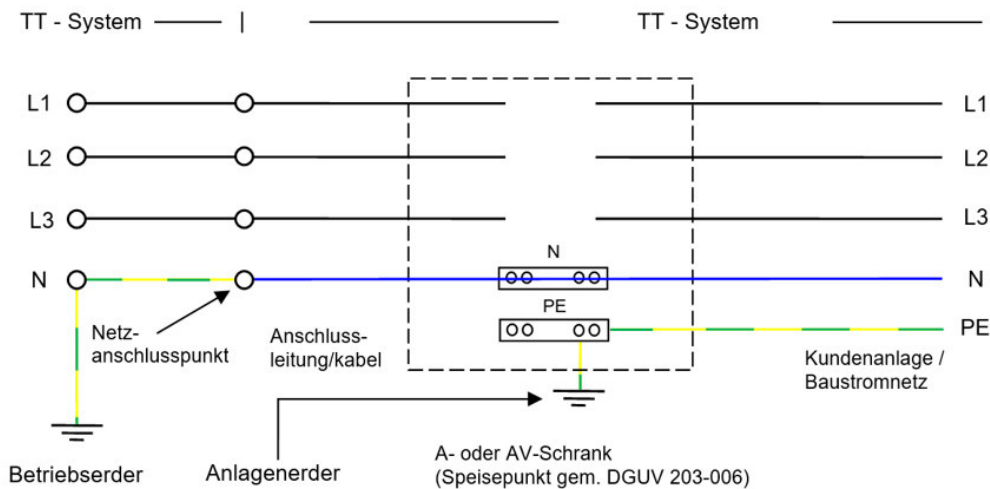 TT - System
TT - System
L1
L1
L2
L2
L3
L3
N
N
N
PE
PE
Netz-
anschlusspunkt
Anschluss-
leitung/kabel
Kundenanlage /
Baustromnetz
Betriebserder
Anlagenerder
A- oder AV-Schrank
(Speisepunkt gem. DGUV 203-006)